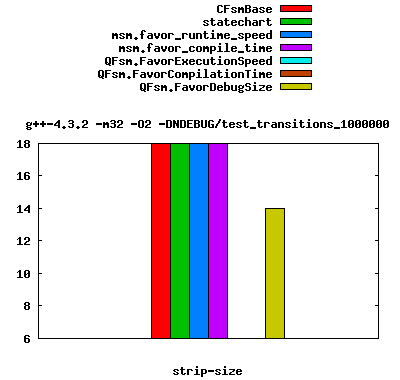 CFsmBase
statechart
msm.favor_runtime_speed
msm.favor_compile_time
QFsm.FavorExecutionSpeed
QFsm.FavorCompilationTime
QFsm.FavorDebugSize
g++-4.3.2 -m32 -O2 -DNDEBUG/test_transitions_1000000
18
16
14
12
10
8
6
strip-size